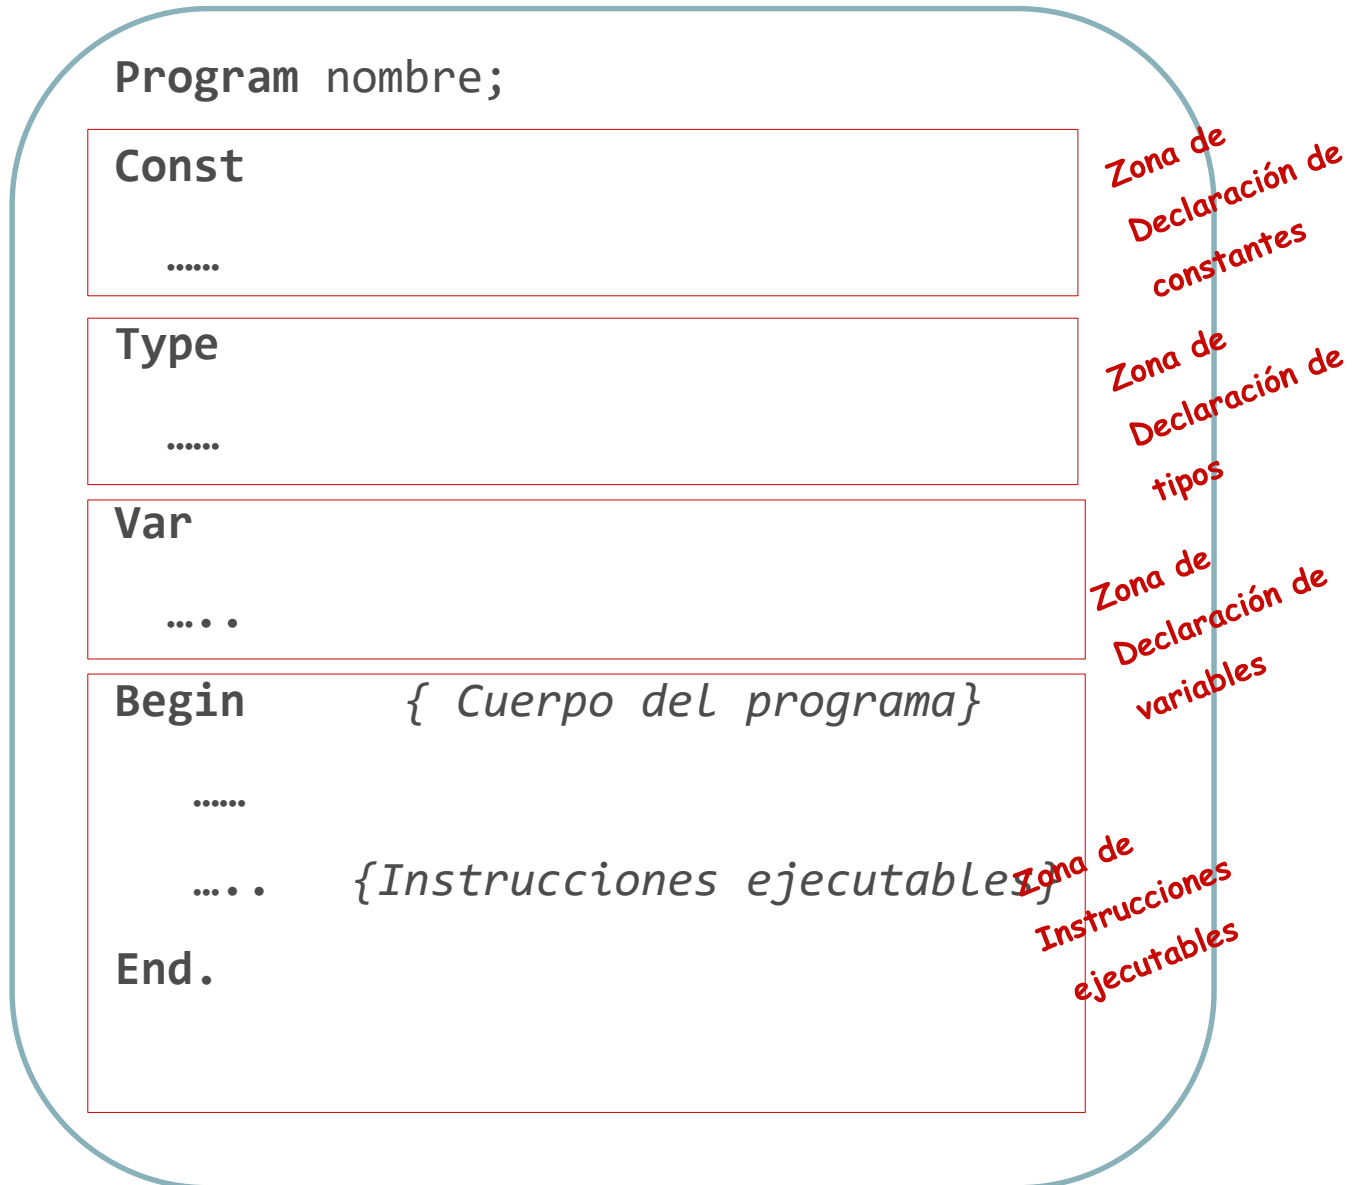 Program nombre;
Const
……
Type
……
Var
…..
Begin { Cuerpo del programa}
……
….. {Instrucciones ejecutables}
End.
Zona de
Declaración de
constantes
Zona de
Declaración de
tipos
Zona de
Declaración de
variables
Zona de
Instrucciones
ejecutables